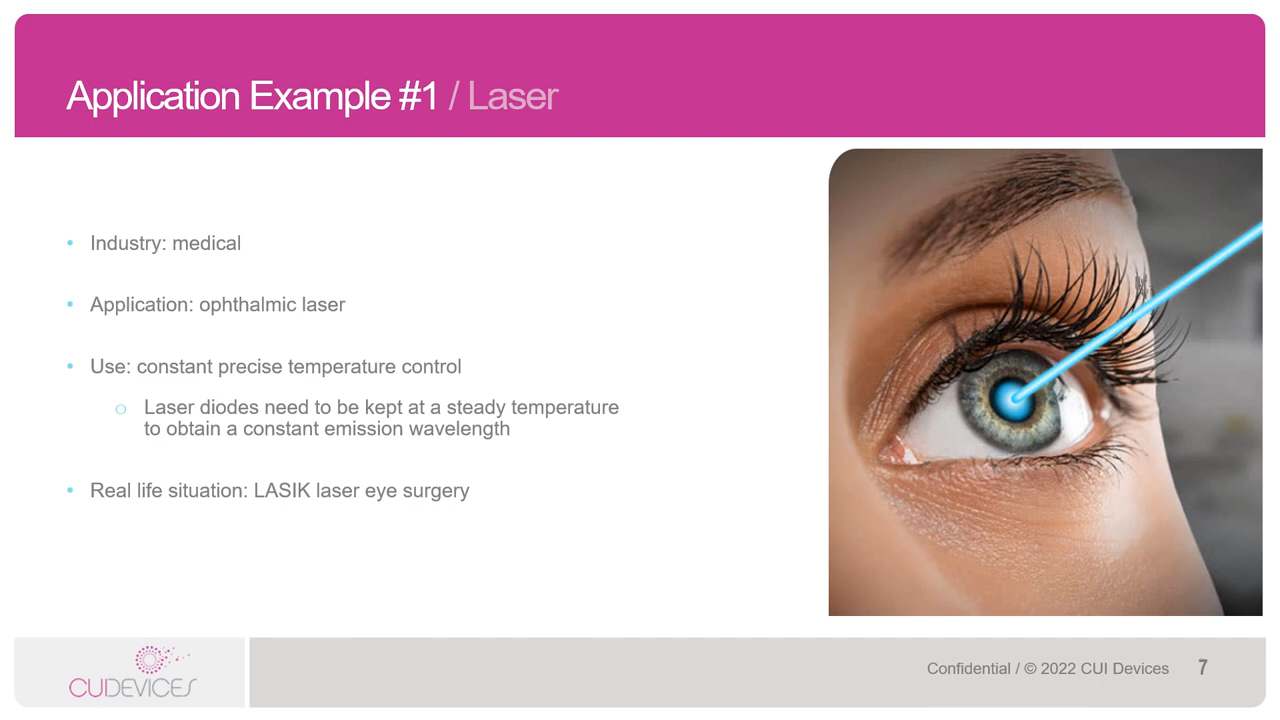 Application Example #1 / Laser
• Industry: medical
• Application: ophthalmic laser
• Use: constant precise temperature control
o Laser diodes need to be kept at a steady temperature
to obtain a constant emission wavelength
• Real life situation: LASIK laser eye surgery
CUIDEVICES
Confidential / © 2022 CUI Devices 7